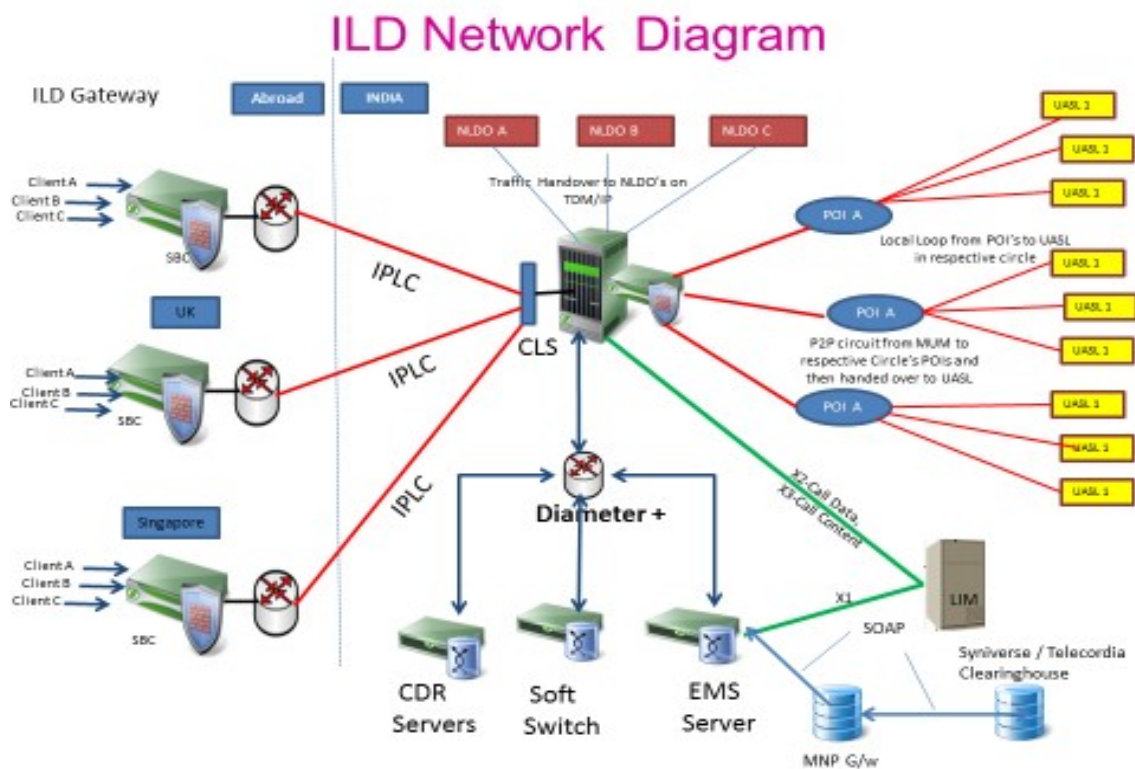 ILD Network Diagram
ILD Gateway
Abroad
INDIA
NLDO A
NLDO B
NLDO C
Traffic Handover to NLDO's on
TDM/IP
Client A
Client B
Client C
SBC
IPLC
UK
Client A
Client B
Client C
SBC
IPLC
Singapore
Client A
Client B
Client C
SBC
IPLC
CLS
POI A
UASL 1
UASL 1
UASL 1
Local Loop from POI's to UASL
in respective circle
POI A
UASL 1
UASL 1
UASL 1
P2P circuit from MUM to
respective Circle's POIs and
then handed over to UASL
POI A
UASL 1
UASL 1
UASL 1
Diameter +
X2-Call Data,
X3-Call Content
X1
LIM
SOAP
CDR
Servers
Soft
Switch
EMS
Server
Syniverse / Telecordia
Clearinghouse
MNP G/w